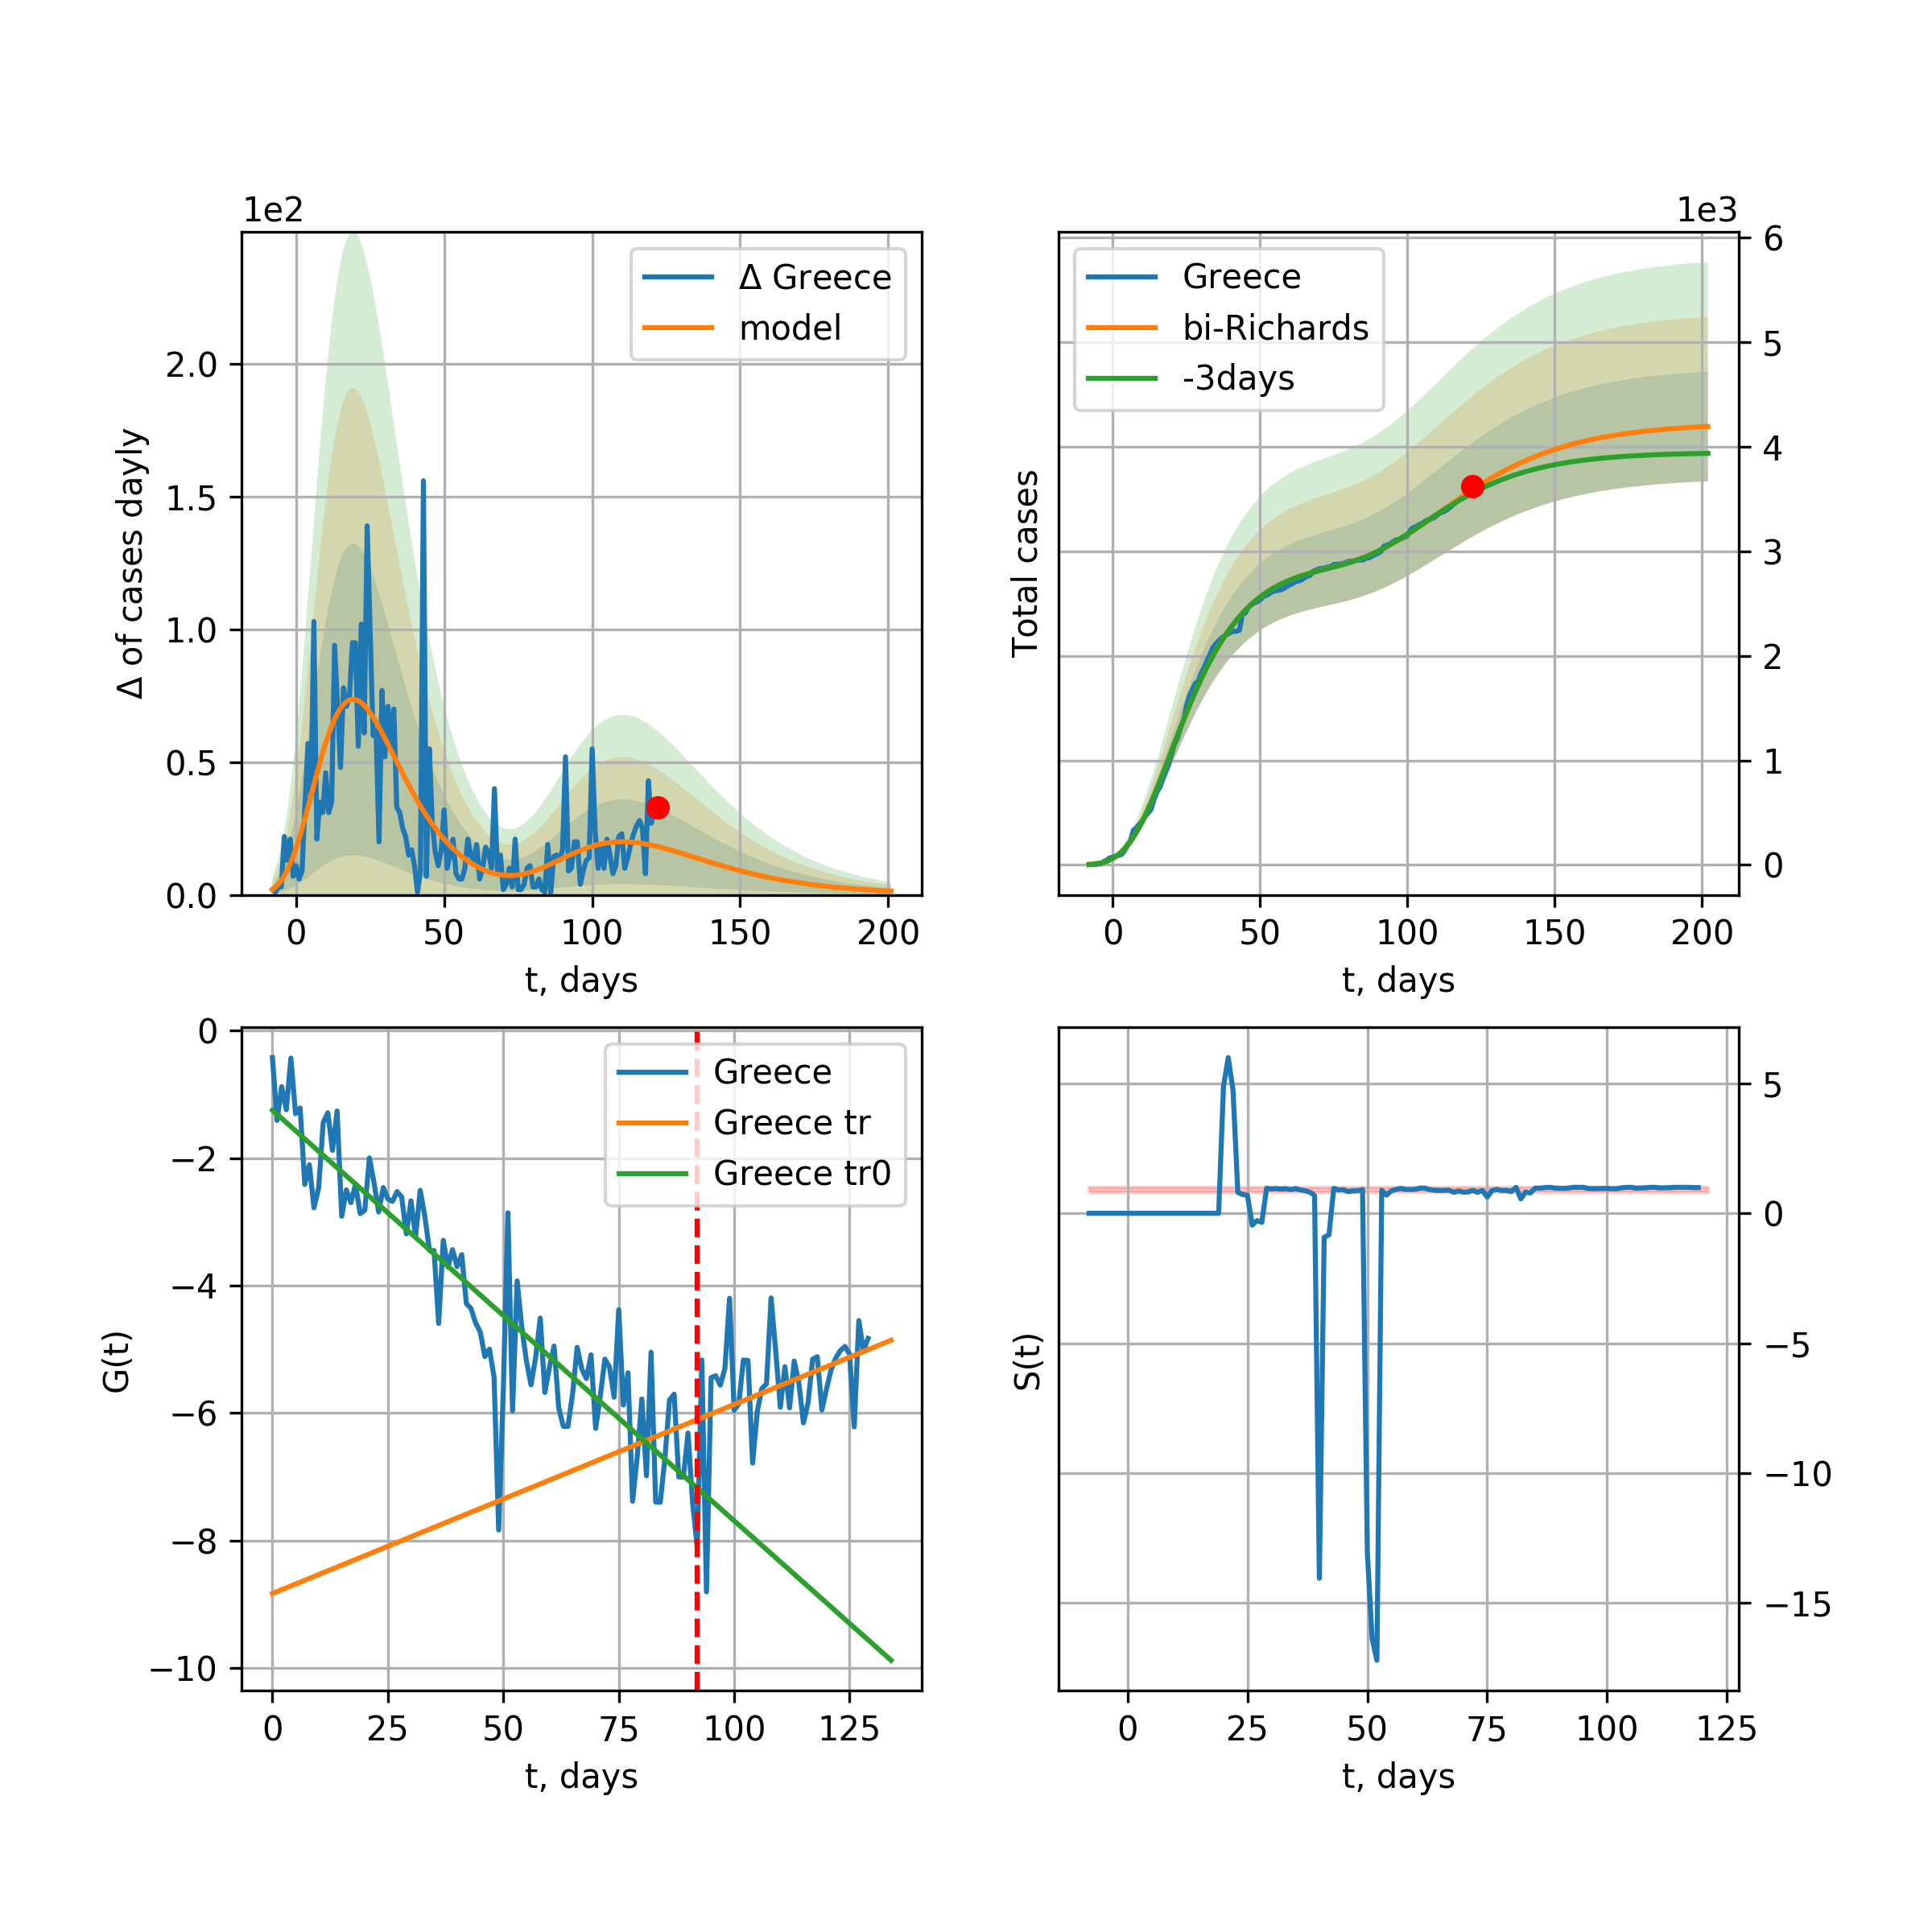 1e2
Δ of cases dayly
2.0
1.5
1.0
0.5
0.0
Δ Greece
model
0 50 100 150 200
t, days
1e3
Total cases
Greece
bi-Richards
-3days
6
5
4
3
2
1
0
0 50 100 150 200
t, days
G(t)
0
−2
−4
−6
−8
−10
Greece
Greece tr
Greece tr0
0 25 50 75 100 125
t, days
S(t)
5
0
−5
−10
−15
0 25 50 75 100 125
t, days